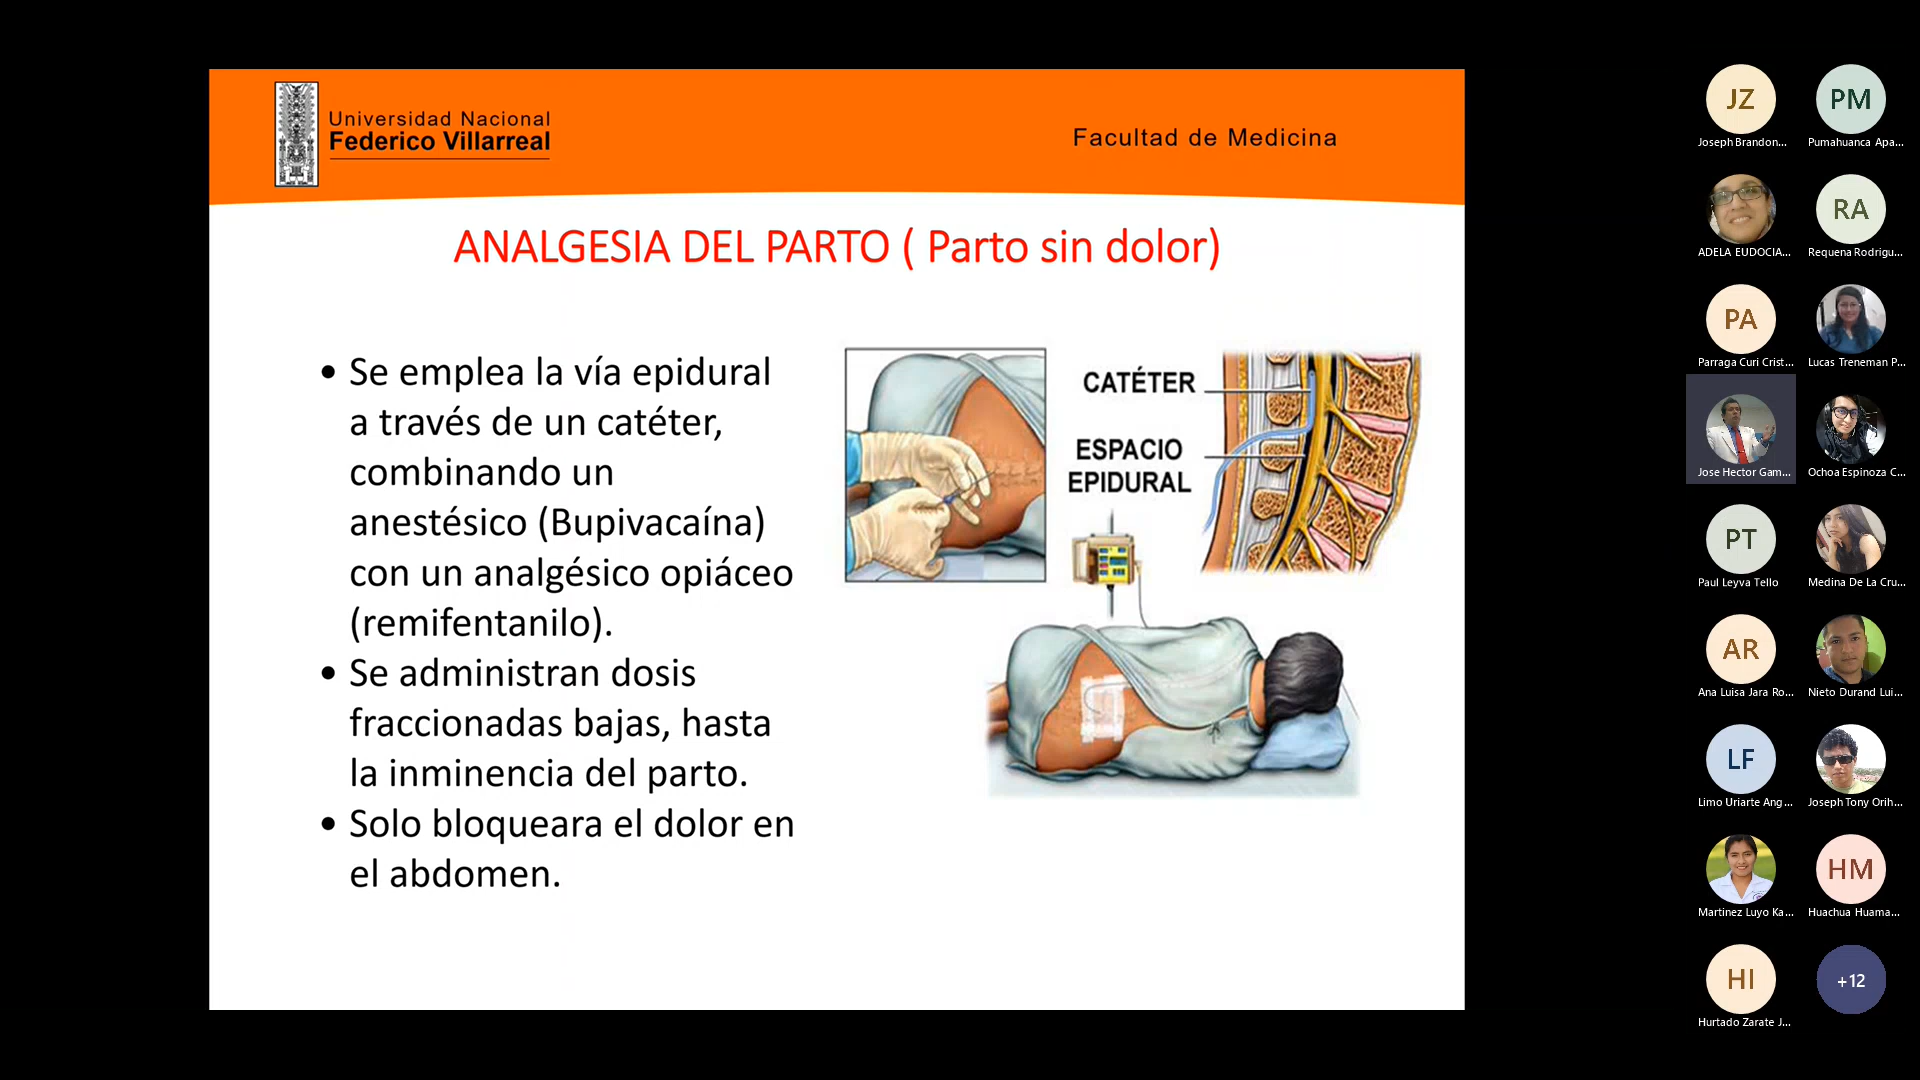 Universidad Nacional
Federico Villarreal
Facultad de Medicina
ANALGESIA DEL PARTO ( Parto sin dolor)
• Se emplea la vía epidural
a través de un catéter,
combinando un
anestésico (Bupivacaína)
con un analgésico opiáceo
(remifentanilo).
• Se administran dosis
fraccionadas bajas, hasta
la inminencia del parto.
• Solo bloqueara el dolor en
el abdomen.
CATÉTER
ESPACIO
EPIDURAL
JZ
Joseph Brandon...
PM
Pumahuanca Apa...
ADELA EUDOCIA...
RA
Requena Rodrigu...
PA
Parraga Curi Crist...
Lucas Treneman P...
Jose Hector Gam...
Ochoa Espinoza C...
PT
Paul Leyva Tello
Medina De La Cru...
AR
Ana Luisa Jara Ro...
Nieto Durand Lui...
LF
Limo Uriarte Ang...
Joseph Tony Orih...
Martinez Luyo Ka...
HM
Huachua Huama...
HI
Hurtado Zarate J...
+12